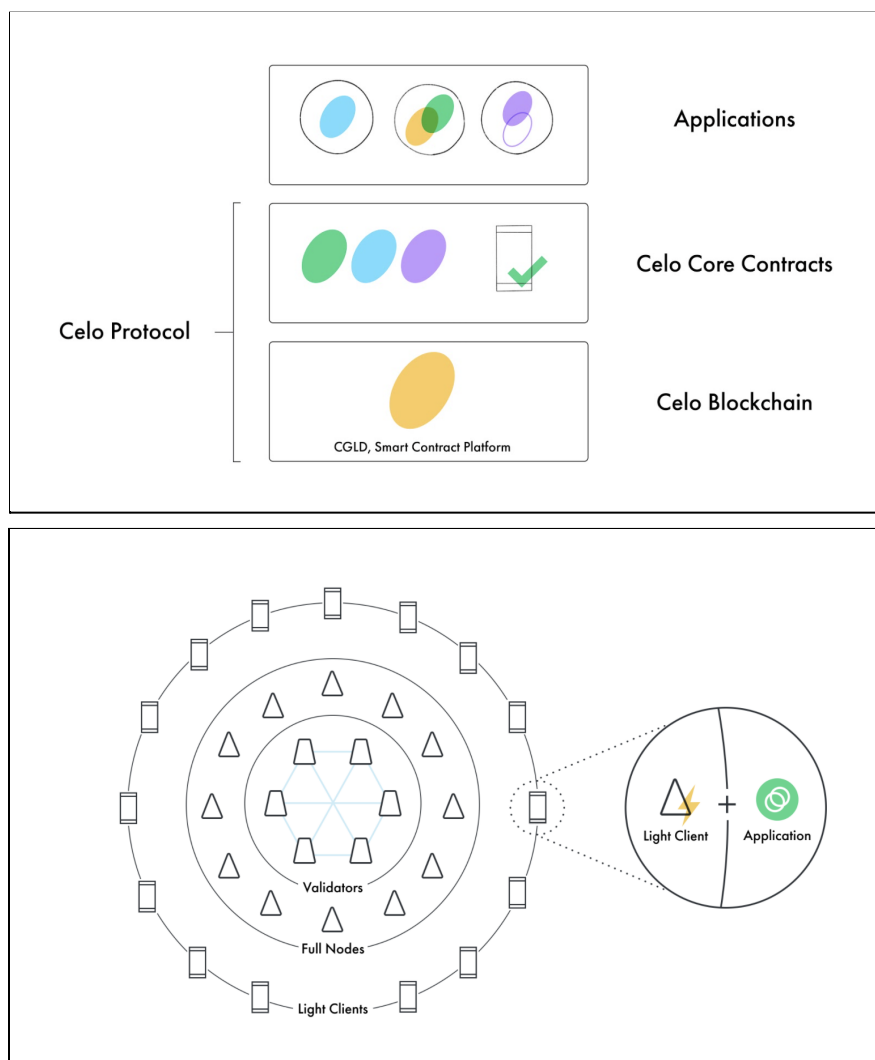 Applications
Celo Core Contracts
Celo Protocol
Celo Blockchain
CGLD, Smart Contract Platform
Light Client
Application
Validators
Full Nodes
Light Clients